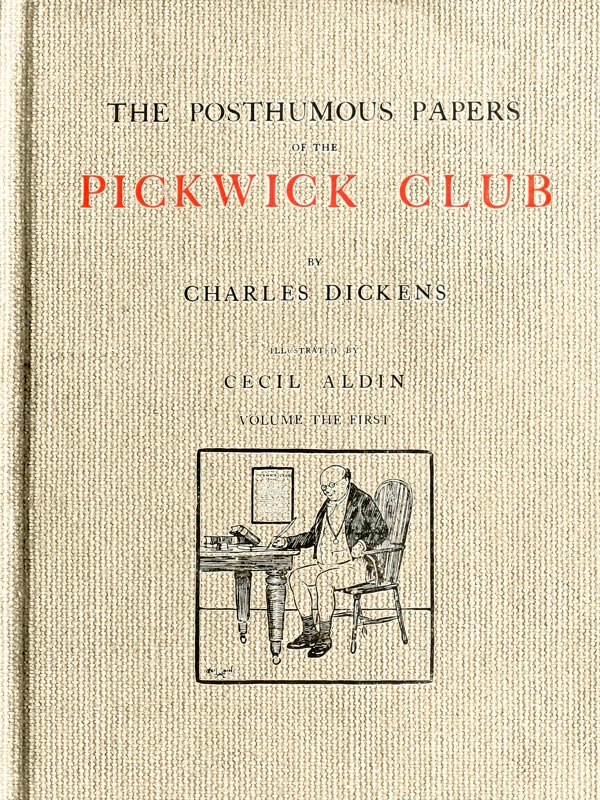 THE POSTHUMOUS PAPERS
OF THE
PICKWICK CLUB
BY
CHARLES DICKENS
ILLUSTRATED BY
CECIL ALDIN
VOLUME THE FIRST